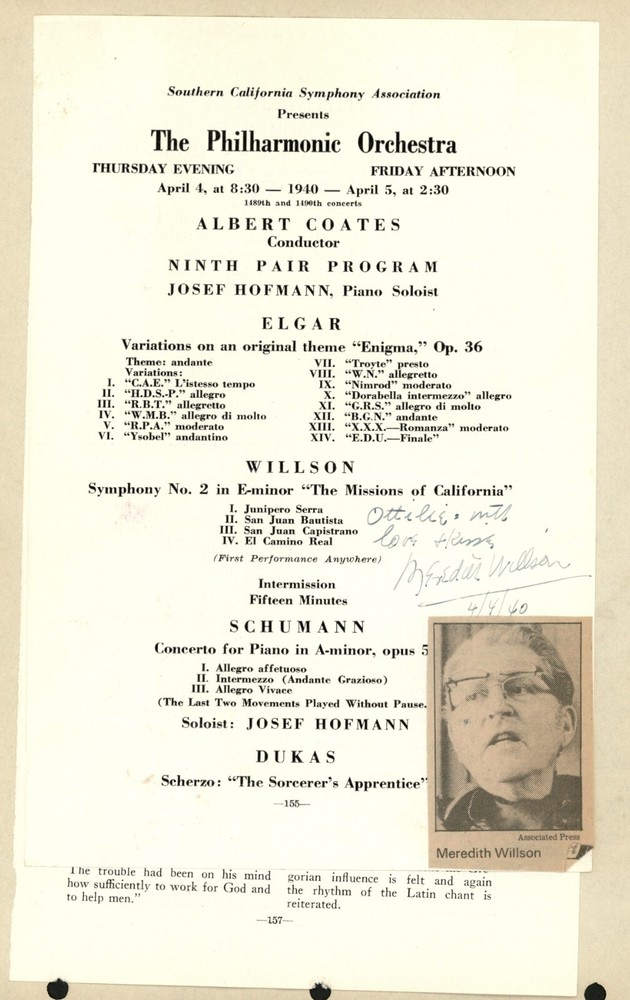 Southern California Symphony Association
Presents
The Philharmonic Orchestra
THURSDAY EVENING FRIDAY AFTERNOON
April 4, at 8:30 — 1940 — April 5, at 2:30
1489th and 1490th concerts
ALBERT COATES
Conductor
NINTH PAIR PROGRAM
JOSEF HOFMANN, Piano Soloist
ELGAR
Variations on an original theme “Enigma,” Op. 36
Theme: andante
Variations:
I. “C.A.E.” L’istesso tempo
II. “H.D.S.-P.” allegro
III. “R.B.T.” allegretto
IV. “W.M.B.” allegro di molto
V. “R.P.A.” moderato
VI. “Ysobel” andantino
VII. “Troyte” presto
VIII. “W.N.” allegretto
IX. “Nimrod” moderato
X. “Dorabella intermezzo” allegro
XI. “G.R.S.” allegro di molto
XII. “B.G.N.” andante
XIII. “X.X.X.—Romanza” moderato
XIV. “E.D.U.—Finale”
WILLSON
Symphony No. 2 in E-minor “The Missions of California”
I. Junipero Serra
II. San Juan Bautista
III. San Juan Capistrano
IV. El Camino Real
(First Performance Anywhere)
Ottilie - with
love & kisses
Meredith Willson
4/4/40
Intermission
Fifteen Minutes
SCHUMANN
Concerto for Piano in A-minor, opus 5
I. Allegro affetuoso
II. Intermezzo (Andante Grazioso)
III. Allegro Vivace
(The Last Two Movements Played Without Pause.
Soloist: JOSEF HOFMANN
DUKAS
Scherzo: “The Sorcerer’s Apprentice”
—155—
Associated Press
Meredith Willson
The trouble had been on his mind
how sufficiently to work for God and
to help men.”
gorian influence is felt and again
the rhythm of the Latin chant is
reiterated.
—157—